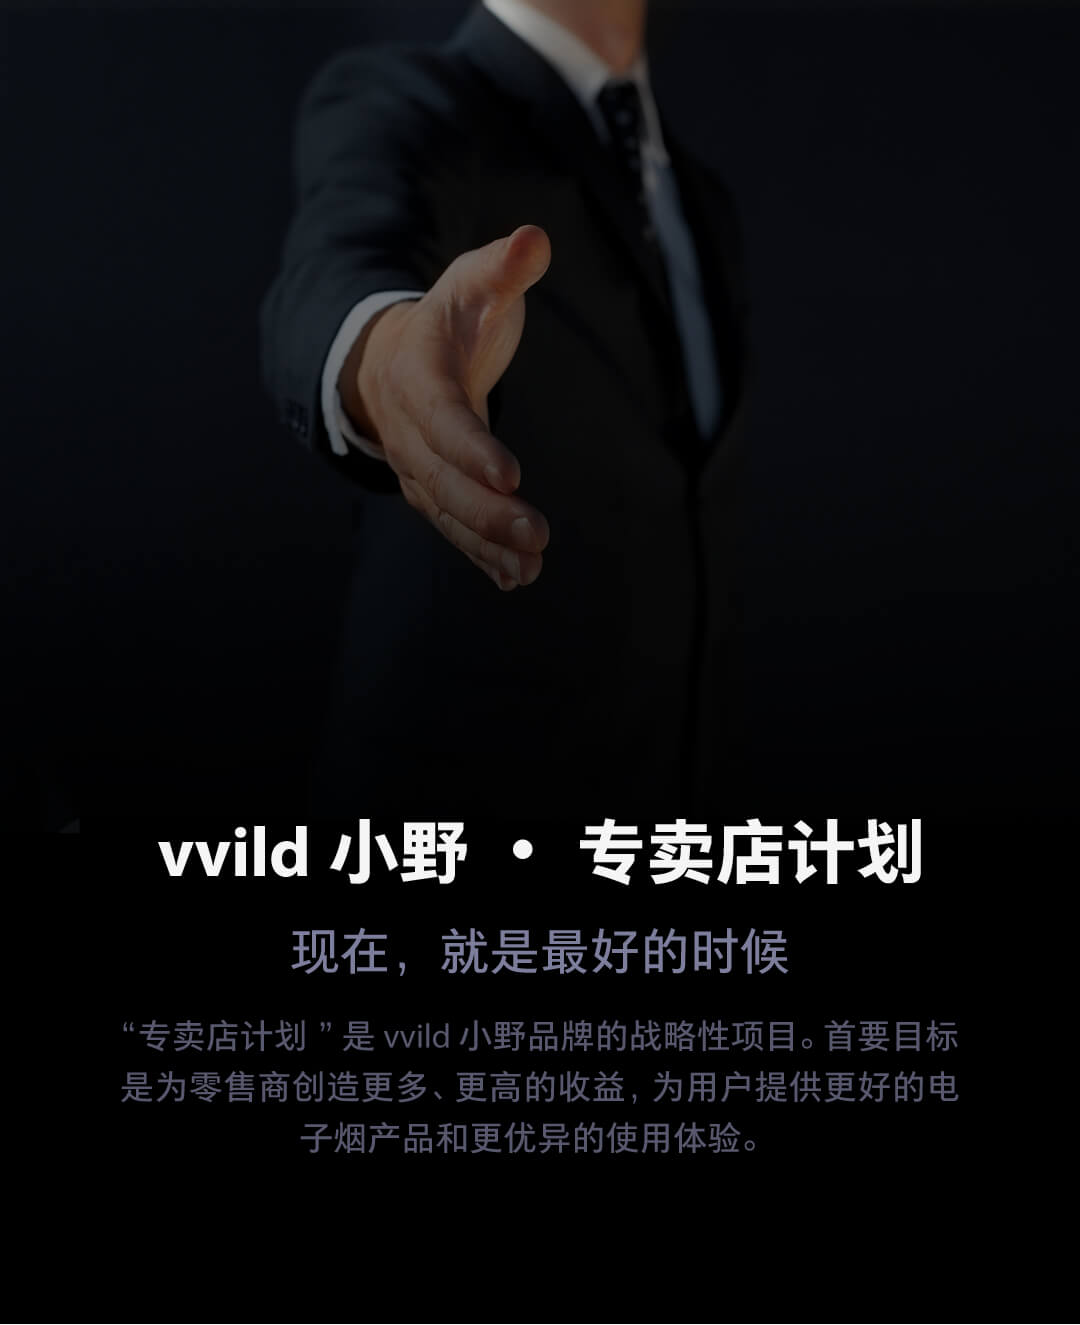 vvild 小野 • 专卖店计划
现在，就是最好的时候
“专卖店计划 ”是 vvild 小野品牌的战略性项目。首要目标
是为零售商创造更多、更高的收益，为用户提供更好的电
子烟产品和更优异的使用体验。